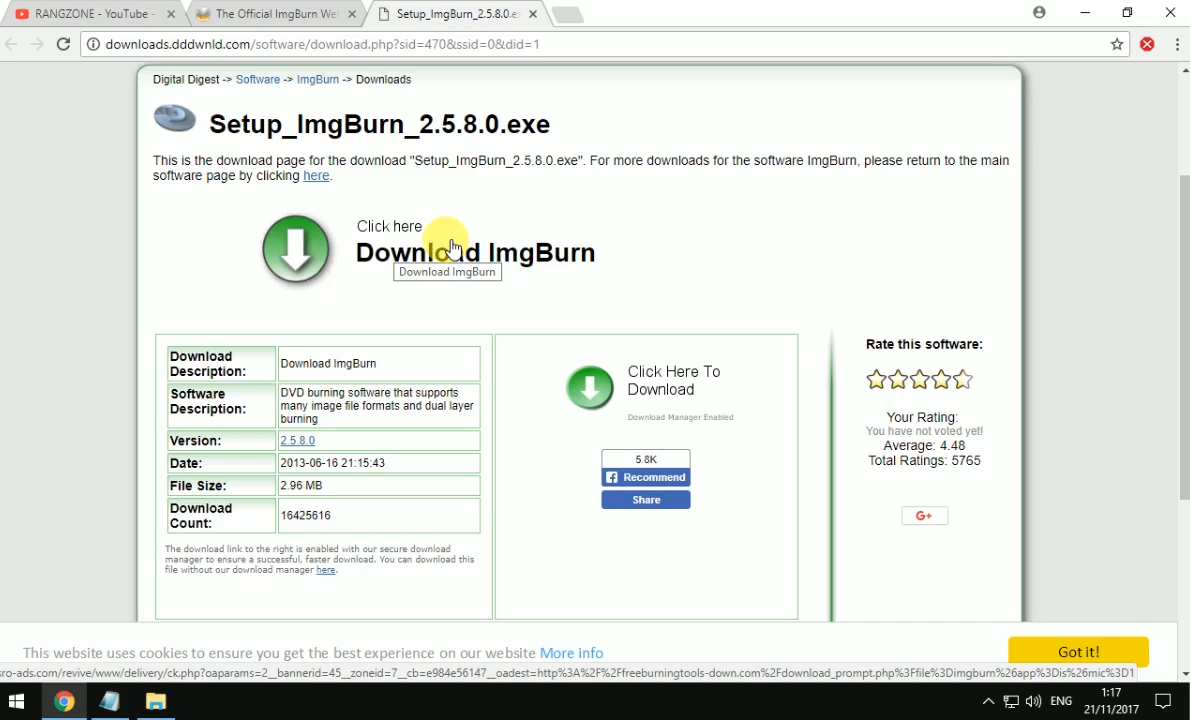 RANGZONE - YouTube -
The Official ImgBurn We
Setup_ImgBurn_2.5.8.0.e
downloads.dddwnld.com/software/download.php?sid=470&ssid=0&did=1
Digital Digest -> Software -> ImgBurn -> Downloads
Setup_ImgBurn_2.5.8.0.exe
This is the download page for the download "Setup_ImgBurn_2.5.8.0.exe". For more downloads for the software ImgBurn, please return to the main
software page by clicking here.
Click here
Download ImgBurn
Download ImgBurn
Download
Description:
Download ImgBurn
Software
Description:
DVD burning software that supports
many image file formats and dual layer
burning
Version:
2.5.8.0
Date:
2013-06-16 21:15:43
File Size:
2.96 MB
Download
Count:
16425616
The download link to the right is enabled with our secure download
manager to ensure a successful, faster download. You can download this
file without our download manager here.
Click Here To
Download
Download Manager Enabled
5.8K
Recommend
Share
Rate this software:
Your Rating:
You have not voted yet!
Average: 4.48
Total Ratings: 5765
G+
This website uses cookies to ensure you get the best experience on our website More info
Got it!
ro-ads.com/revive/www/delivery/ck.php?oaparams=2__bannerid=45__zoneid=7__cb=e984e56147__oadest=http%3A%2F%2Ffreeburningtools-down.com%2Fdownload_prompt.php%3Ffile%3Dimgburn%26app%3Dis%26mic%3D1
ENG
1:17
21/11/2017